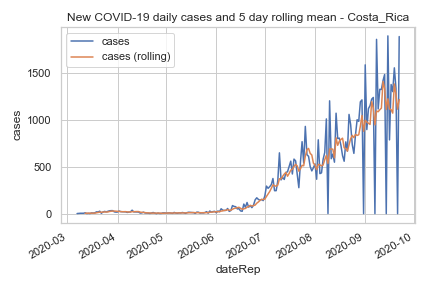 New COVID-19 daily cases and 5 day rolling mean - Costa_Rica
cases
cases (rolling)
1500
1000
500
0
cases
2020-03
2020-04
2020-05
2020-06
2020-07
2020-08
2020-09
2020-10
dateRep